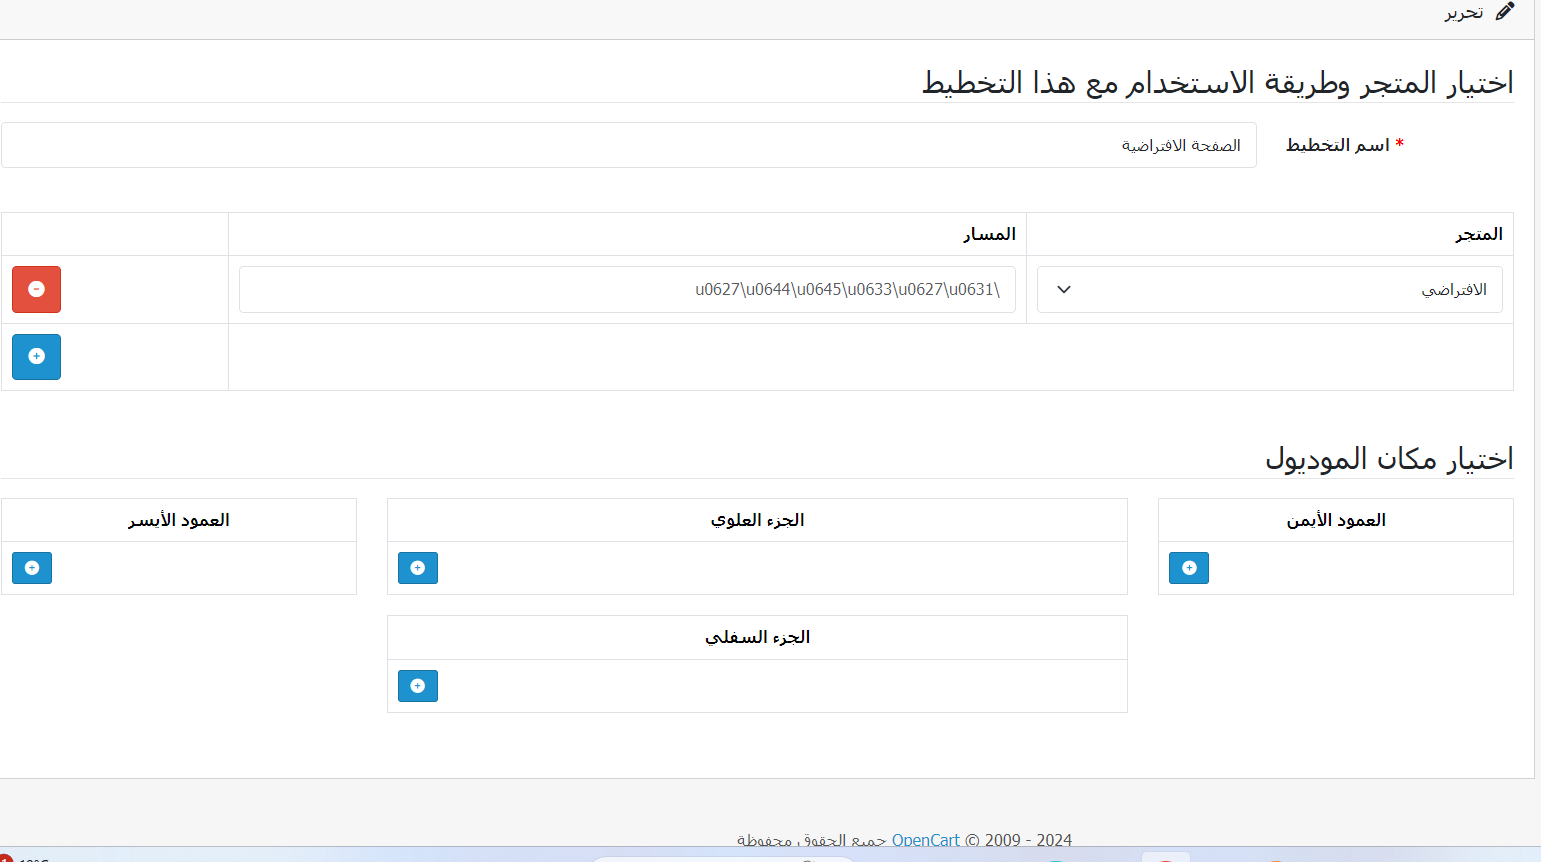 تحرير
اختيار المتجر وطريقة الاستخدام مع هذا التخطيط
* اسم التخطيط
الصفحة الافتراضية
المتجر
المسار
الافتراضي
\u0627\u0644\u0645\u0633\u0627\u0631
اختيار مكان الموديول
العمود الأيمن
الجزء العلوي
العمود الأيسر
الجزء السفلي
OpenCart © 2009 - 2024 جميع الحقوق محفوظة